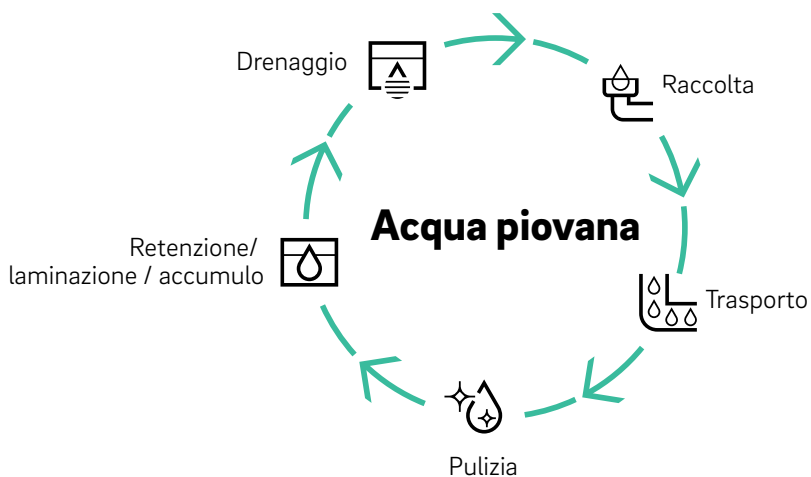 Drenaggio
Raccolta
Acqua piovana
Retenzione/
laminazione / accumulo
Trasporto
Pulizia